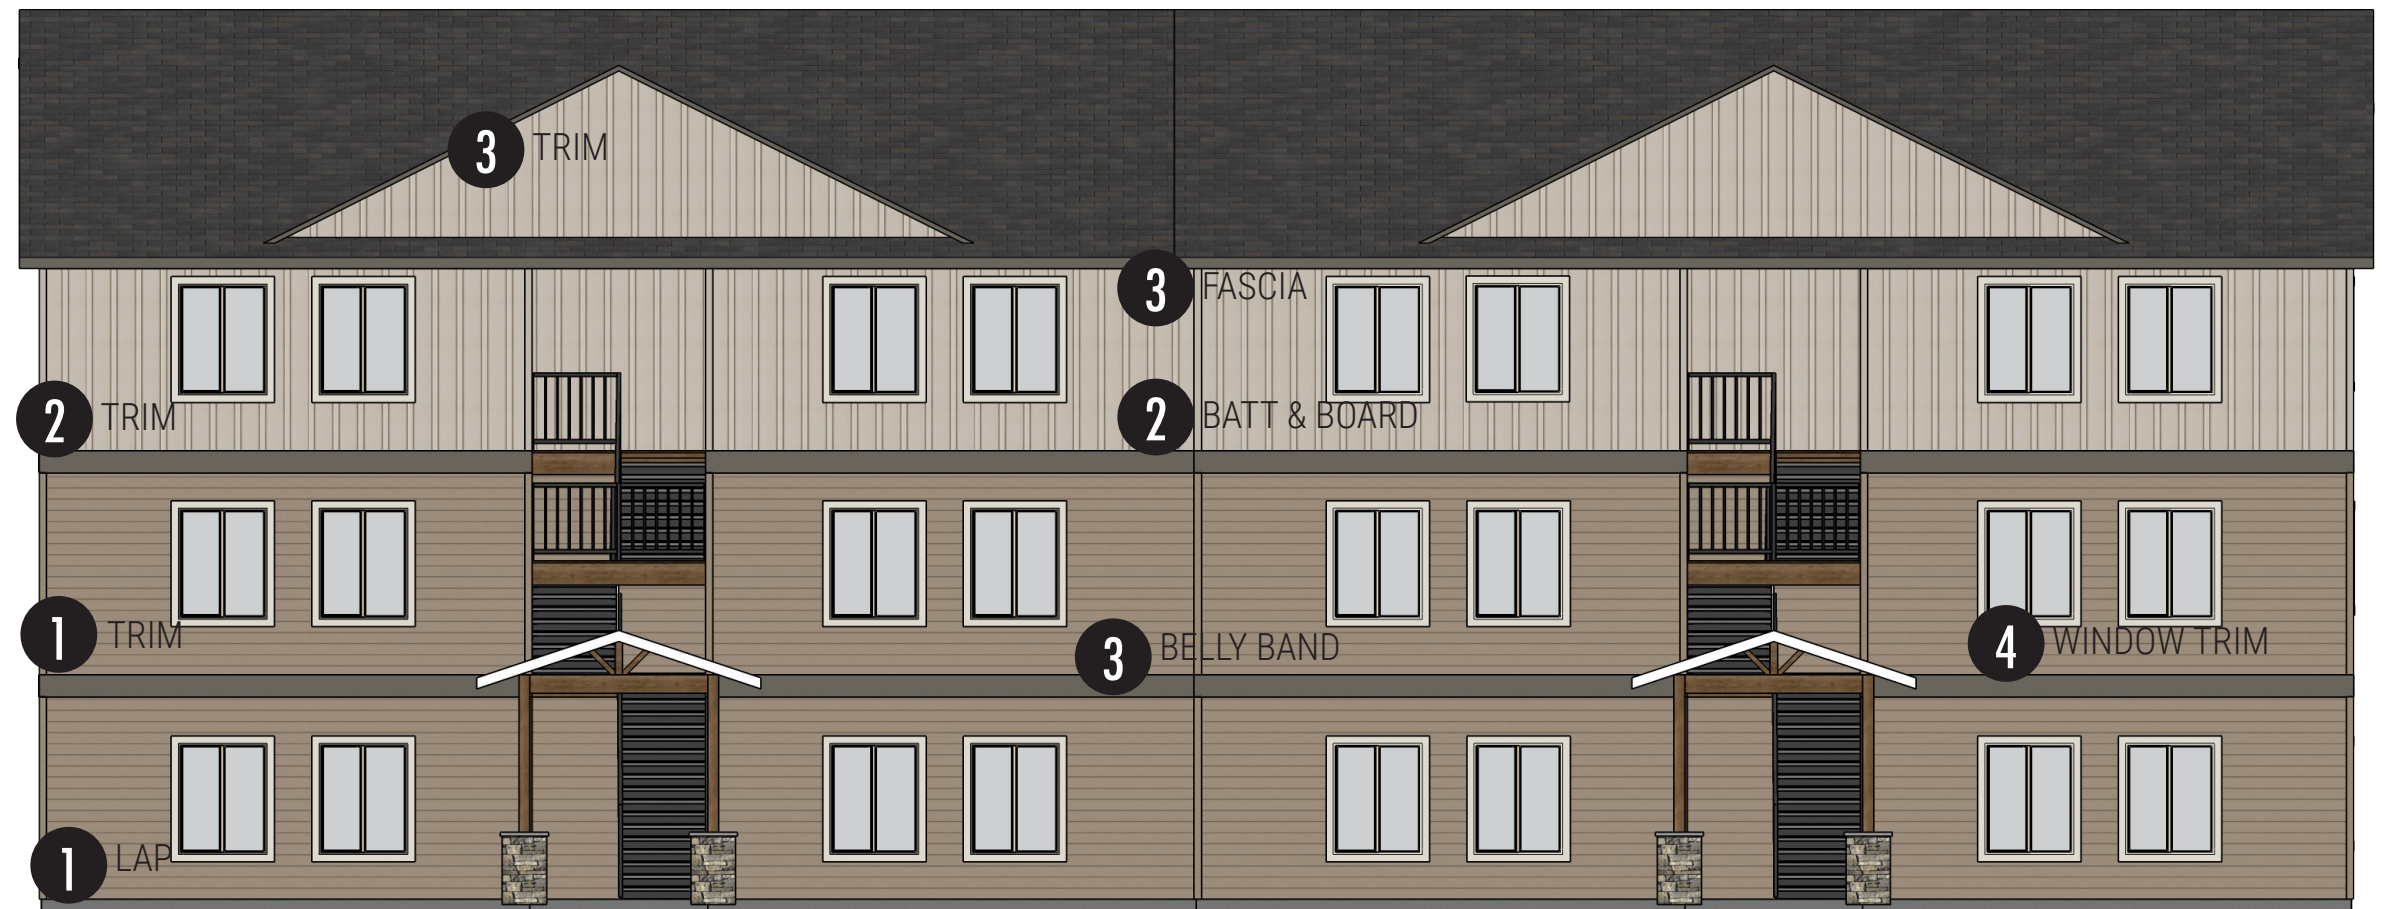 3 TRIM
3 FASCIA
2 TRIM
2 BATT & BOARD
1 TRIM
3 BELLY BAND
4 WINDOW TRIM
1 LAP